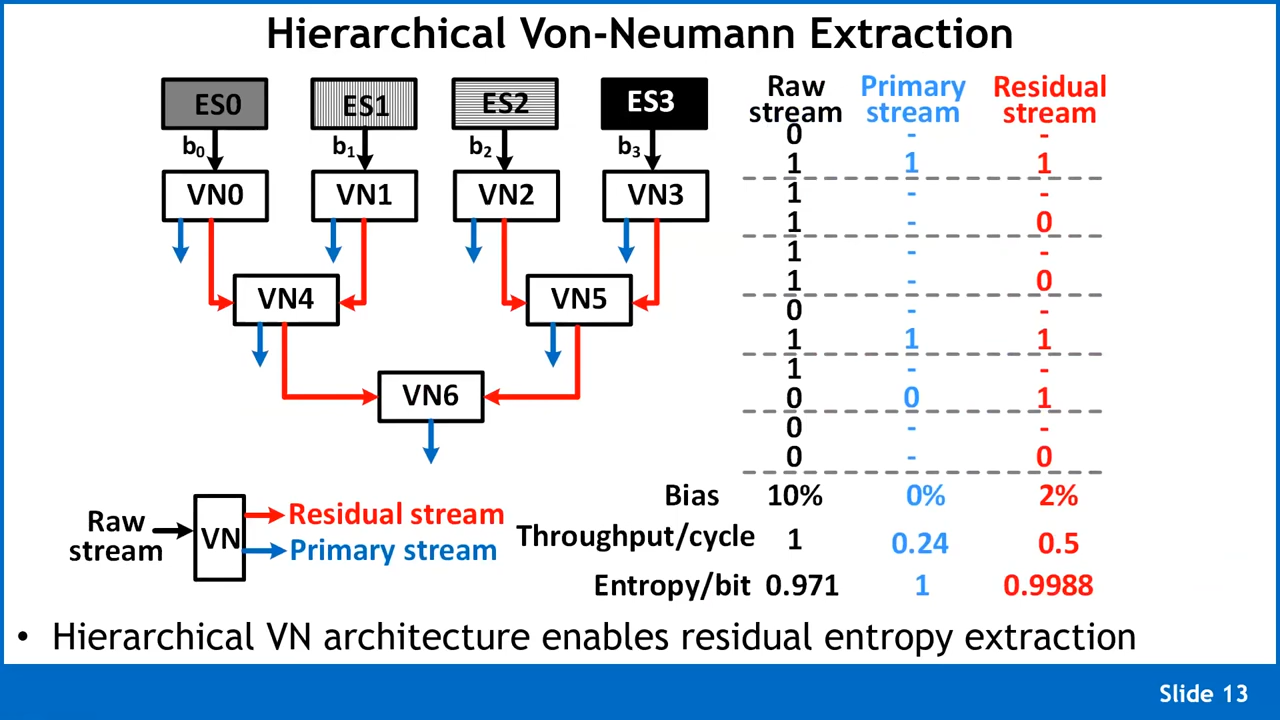 Hierarchical Von-Neumann Extraction
ES0 ES1 ES2 ES3
b0 b1 b2 b3
VN0 VN1 VN2 VN3
VN4 VN5
VN6
Raw stream
VN
Residual stream
Primary stream
Raw stream Primary stream Residual stream
0 - -
1 1 1
1 - -
1 - 0
1 - -
1 - 0
0 - -
1 1 1
1 - -
0 0 1
0 - -
0 - 0
Bias 10% 0% 2%
Throughput/cycle 1 0.24 0.5
Entropy/bit 0.971 1 0.9988
• Hierarchical VN architecture enables residual entropy extraction
Slide 13